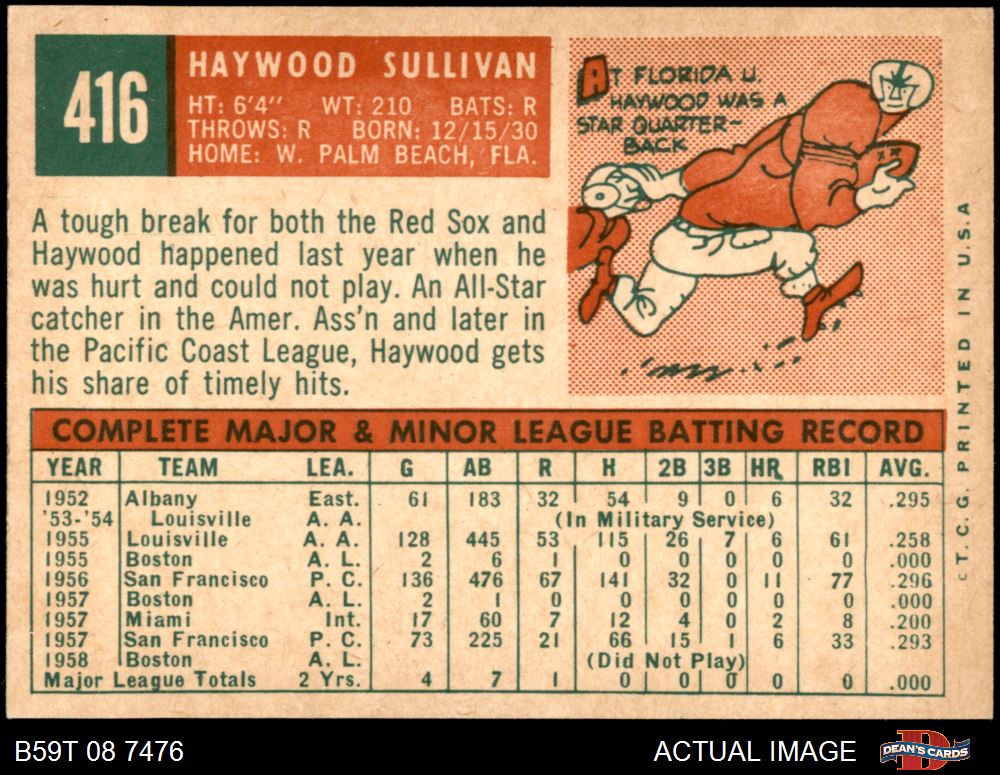 416
HAYWOOD SULLIVAN
HT: 6'4" WT: 210 BATS: R
THROWS: R BORN: 12/15/30
HOME: W. PALM BEACH, FLA.
AT FLORIDA U.
HAYWOOD WAS A
STAR QUARTER-
BACK
A tough break for both the Red Sox and
Haywood happened last year when he
was hurt and could not play. An All-Star
catcher in the Amer. Ass'n and later in
the Pacific Coast League, Haywood gets
his share of timely hits.
COMPLETE MAJOR & MINOR LEAGUE BATTING RECORD
YEAR TEAM LEA. G AB R H 2B 3B HR RBI AVG.
1952 Albany East. 61 183 32 54 9 0 6 32 .295
'53-'54 Louisville A. A. (In Military Service)
1955 Louisville A. A. 128 445 53 115 26 7 6 61 .258
1955 Boston A. L. 2 6 1 0 0 0 0 0 .000
1956 San Francisco P. C. 136 476 67 141 32 0 11 77 .296
1957 Boston A. L. 2 1 0 0 0 0 0 0 .000
1957 Miami Int. 17 60 7 12 4 0 2 8 .200
1957 San Francisco P. C. 73 225 21 66 15 1 6 33 .293
1958 Boston A. L. (Did Not Play)
Major League Totals 2 Yrs. 4 7 1 0 0 0 0 0 .000
c T. C. G. PRINTED IN U.S.A
B59T 08 7476
ACTUAL IMAGE
DEAN'S CARDS